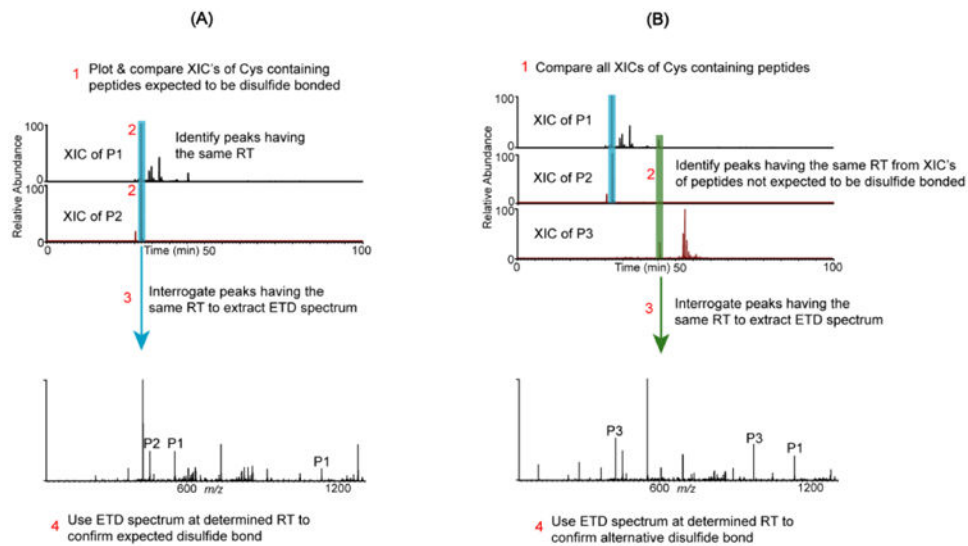 (A)
1 Plot & compare XIC's of Cys containing
peptides expected to be disulfide bonded
Relative Abundance
100
0
XIC of P1
2
Identify peaks having
the same RT
100
0
XIC of P2
2
0
Time (min) 50
100
3 Interrogate peaks having the
same RT to extract ETD spectrum
P2 P1
P1
600 m/z
1200
4 Use ETD spectrum at determined RT to
confirm expected disulfide bond
(B)
1 Compare all XICs of Cys containing peptides
Relative Abundance
100
0
XIC of P1
100
0
XIC of P2
2 Identify peaks having the same RT from XIC's
of peptides not expected to be disulfide bonded
100
0
XIC of P3
0
Time (min) 50
100
3 Interrogate peaks having the
same RT to extract ETD spectrum
P3
P3
P1
600 m/z
1200
4 Use ETD spectrum at determined RT to
confirm alternative disulfide bond